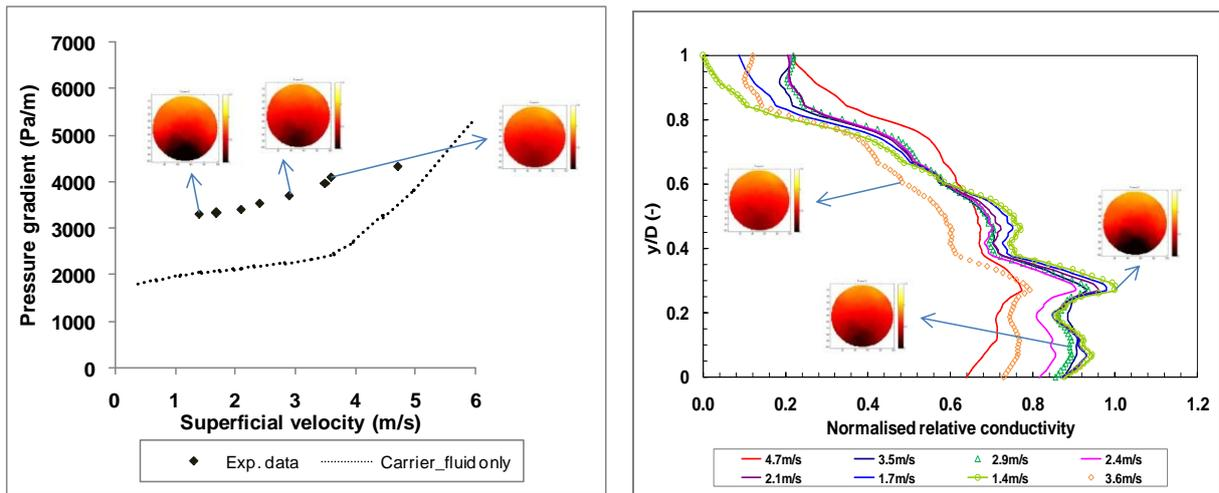 7000
6000
5000
4000
3000
2000
1000
0
Pressure gradient (Pa/m)
0 1 2 3 4 5 6
Superficial velocity (m/s)
Exp. data Carrier_fluid only
1
0.8
0.6
0.4
0.2
0
y/D (-)
0.0 0.2 0.4 0.6 0.8 1.0 1.2
Normalised relative conductivity
4.7m/s 3.5m/s 2.9m/s 2.4m/s
2.1m/s 1.7m/s 1.4m/s 3.6m/s